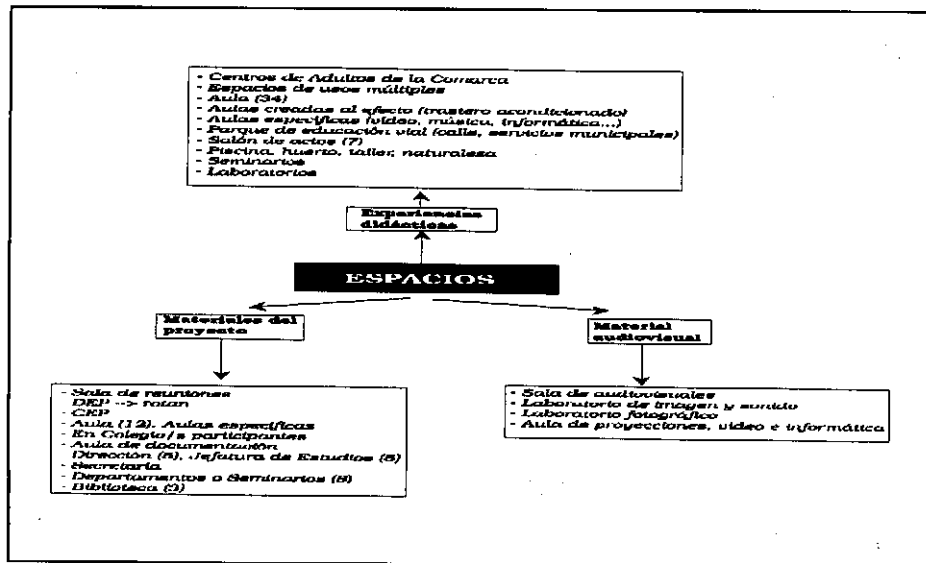 - Centros de Adultos de la Comarca
- Espacios de usos múltiples
- Aula (34)
- Aulas creadas al efecto (trastero acondicionado)
- Aulas específicas (vídeo, música, informática...)
- Parque de educación vial (calle, servicios municipales)
- Salón de actos (7)
- Piscina, huerto, taller, naturaleza
- Seminarios
- Laboratorios
Experiencias
didácticas
ESPACIOS
Materiales del
proyecto
Material
audiovisual
- Sala de reuniones
DEP --> rotan
- CEP
- Aula (12). Aulas específicas
- En Colegio/s participantes
- Aula de documentación
Dirección (6). Jefatura de Estudios (5)
- Secretaría
- Departamentos o Seminarios (8)
- Biblioteca (3)
- Sala de audiovisuales
- Laboratorio de imagen y sonido
- Laboratorio fotográfico
- Aula de proyecciones, vídeo e informática